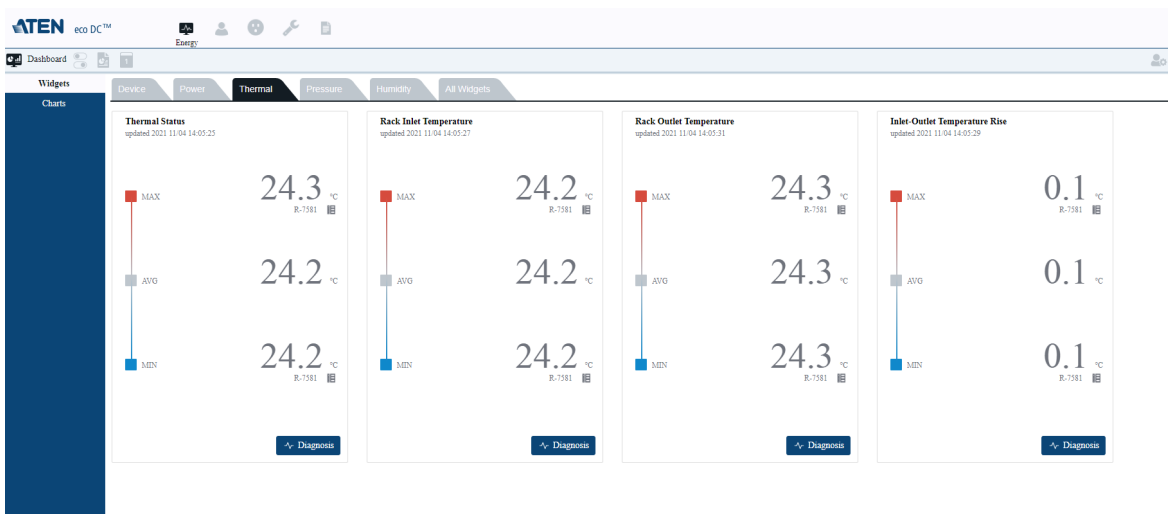 ATEN eco DC™
Energy
Dashboard
Widgets
Charts
Device Power Thermal Pressure Humidity All Widgets
Thermal Status
updated 2021 11/04 14:05:25
MAX 24.3 °C
R-7581
AVG 24.2 °C
MIN 24.2 °C
R-7581
Diagnosis
Rack Inlet Temperature
updated 2021 11/04 14:05:27
MAX 24.2 °C
R-7581
AVG 24.2 °C
MIN 24.2 °C
R-7581
Diagnosis
Rack Outlet Temperature
updated 2021 11/04 14:05:31
MAX 24.3 °C
R-7581
AVG 24.3 °C
MIN 24.3 °C
R-7581
Diagnosis
Inlet-Outlet Temperature Rise
updated 2021 11/04 14:05:29
MAX 0.1 °C
R-7581
AVG 0.1 °C
MIN 0.1 °C
R-7581
Diagnosis